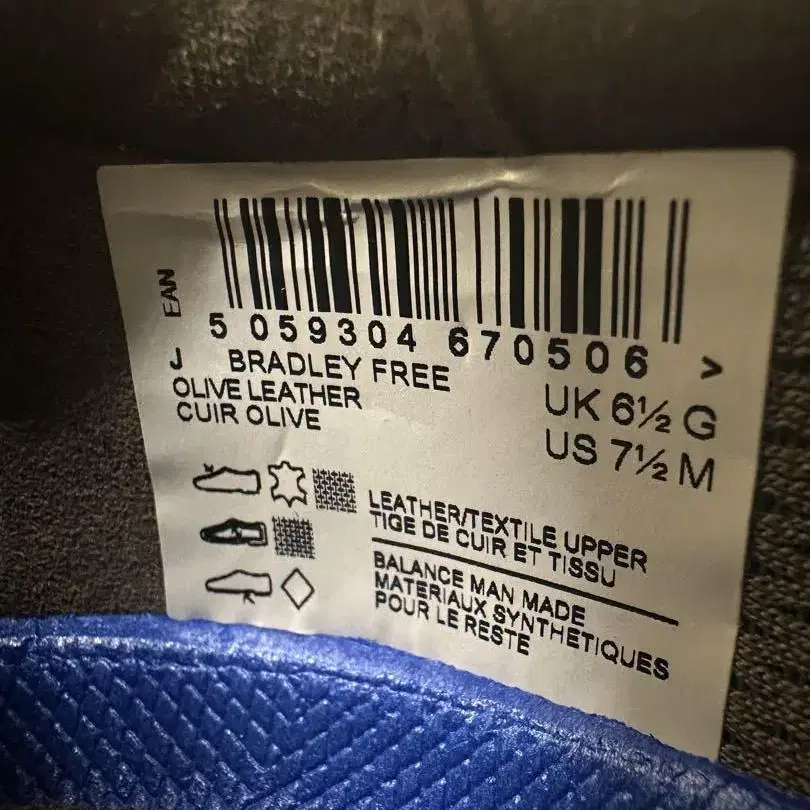 EAN
5 059304 670506 >
J BRADLEY FREE
OLIVE LEATHER
CUIR OLIVE
UK 6½ G
US 7½ M
LEATHER/TEXTILE UPPER
TIGE DE CUIR ET TISSU
BALANCE MAN MADE
MATERIAUX SYNTHETIQUES
POUR LE RESTE